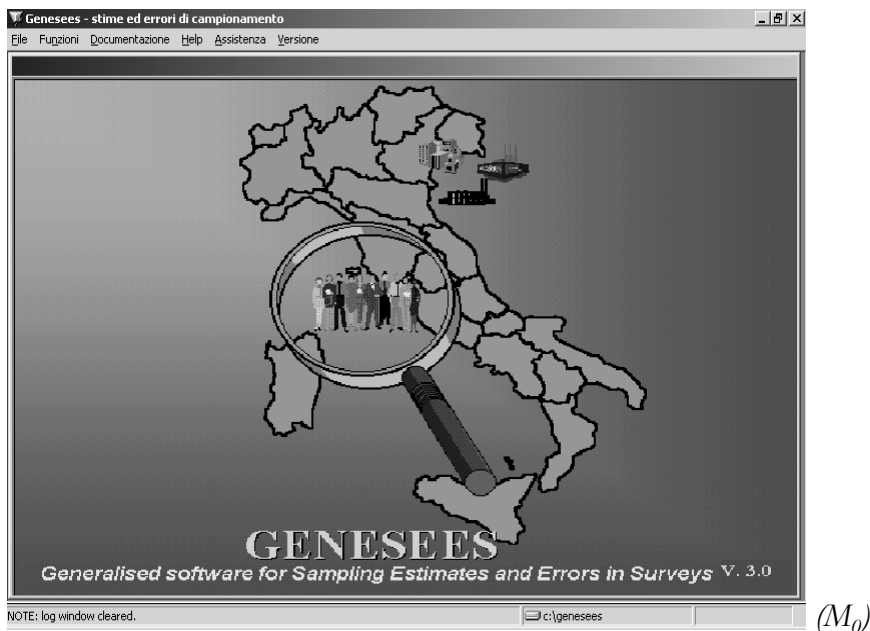 Genesees - stime ed errori di campionamento
File Funzioni Documentazione Help Assistenza Versione
GENESEES
Generalised software for Sampling Estimates and Errors in Surveys V. 3.0
NOTE: log window cleared. c:\genesees
(M₀)